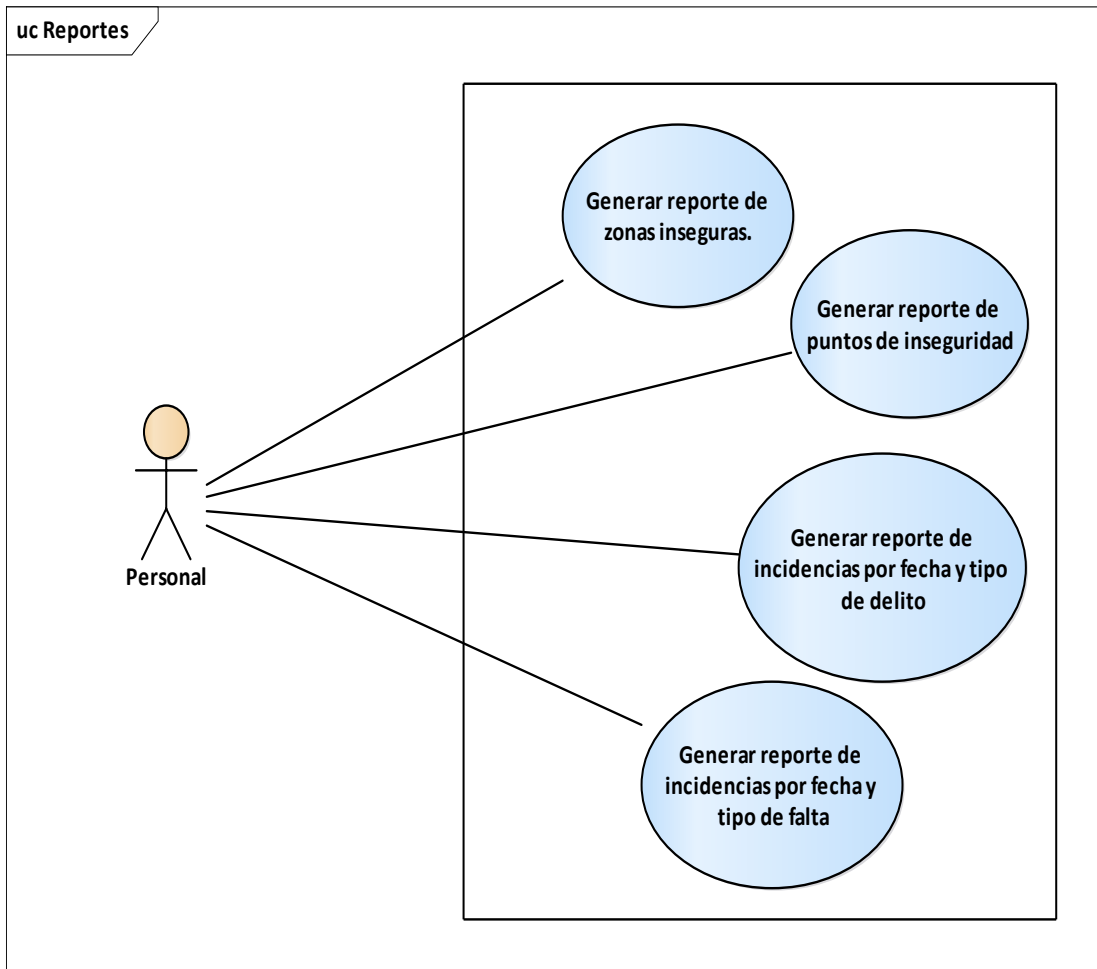 uc Reportes
Generar reporte de
zonas inseguras.
Generar reporte de
puntos de inseguridad
Generar reporte de
incidencias por fecha y tipo
de delito
Personal
Generar reporte de
incidencias por fecha y
tipo de falta